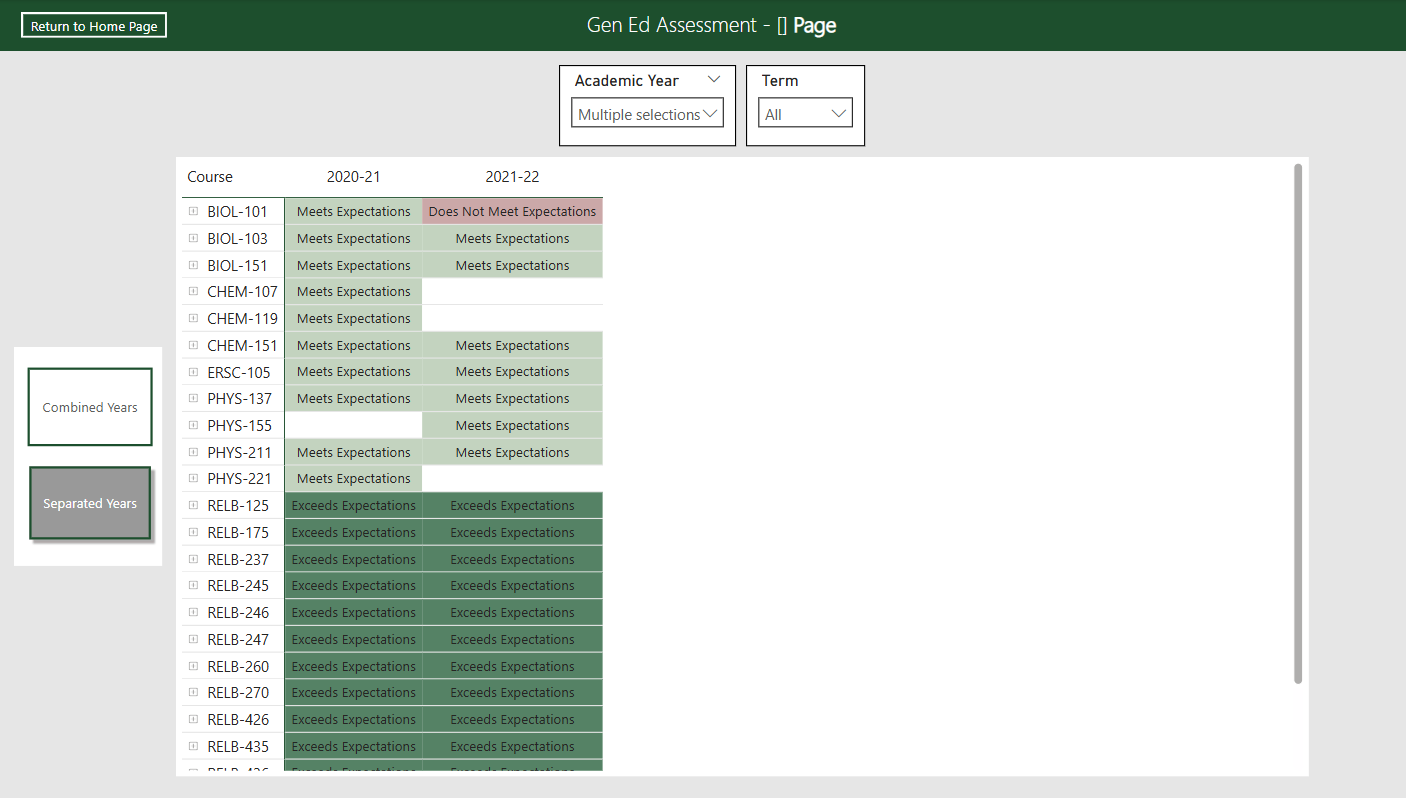 Return to Home Page
Gen Ed Assessment - [] Page
Academic Year
Multiple selections
Term
All
Course 2020-21 2021-22
BIOL-101 Meets Expectations Does Not Meet Expectations
BIOL-103 Meets Expectations Meets Expectations
BIOL-151 Meets Expectations Meets Expectations
CHEM-107 Meets Expectations
CHEM-119 Meets Expectations
CHEM-151 Meets Expectations Meets Expectations
ERSC-105 Meets Expectations Meets Expectations
PHYS-137 Meets Expectations Meets Expectations
PHYS-155 Meets Expectations
PHYS-211 Meets Expectations Meets Expectations
PHYS-221 Meets Expectations
RELB-125 Exceeds Expectations Exceeds Expectations
RELB-175 Exceeds Expectations Exceeds Expectations
RELB-237 Exceeds Expectations Exceeds Expectations
RELB-245 Exceeds Expectations Exceeds Expectations
RELB-246 Exceeds Expectations Exceeds Expectations
RELB-247 Exceeds Expectations Exceeds Expectations
RELB-260 Exceeds Expectations Exceeds Expectations
RELB-270 Exceeds Expectations Exceeds Expectations
RELB-426 Exceeds Expectations Exceeds Expectations
RELB-435 Exceeds Expectations Exceeds Expectations
Combined Years
Separated Years